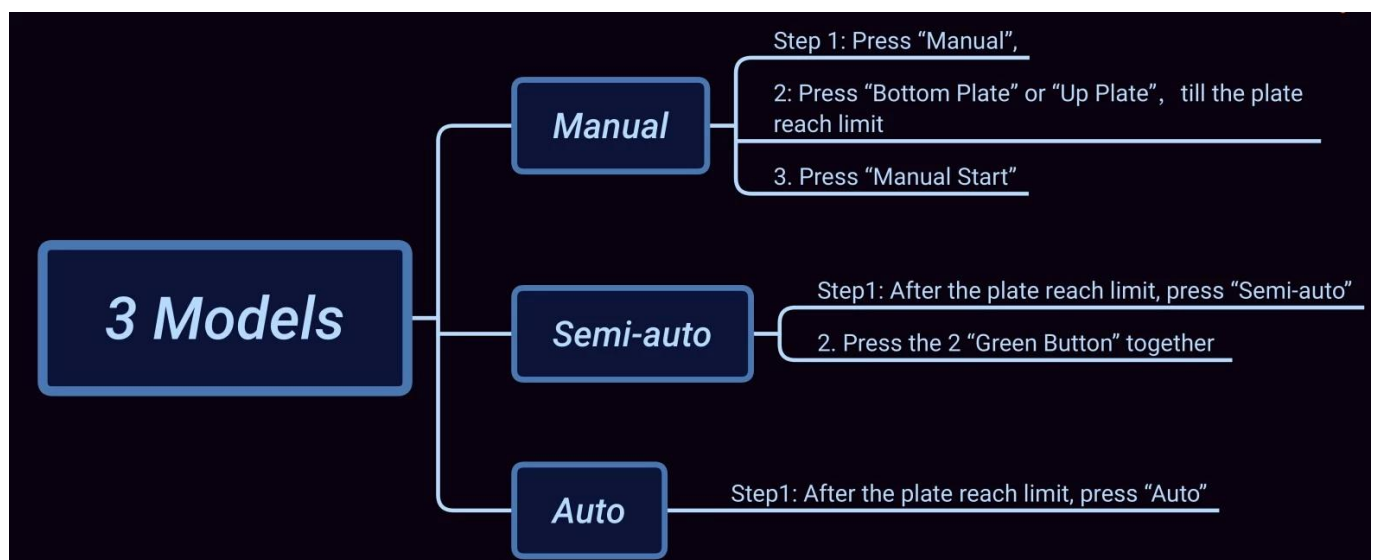 3 Models
Manual
Step 1: Press “Manual”,
2: Press “Bottom Plate” or “Up Plate”，till the plate
reach limit
3. Press “Manual Start”
Semi-auto
Step1: After the plate reach limit, press “Semi-auto”
2. Press the 2 “Green Button” together
Auto
Step1: After the plate reach limit, press “Auto”